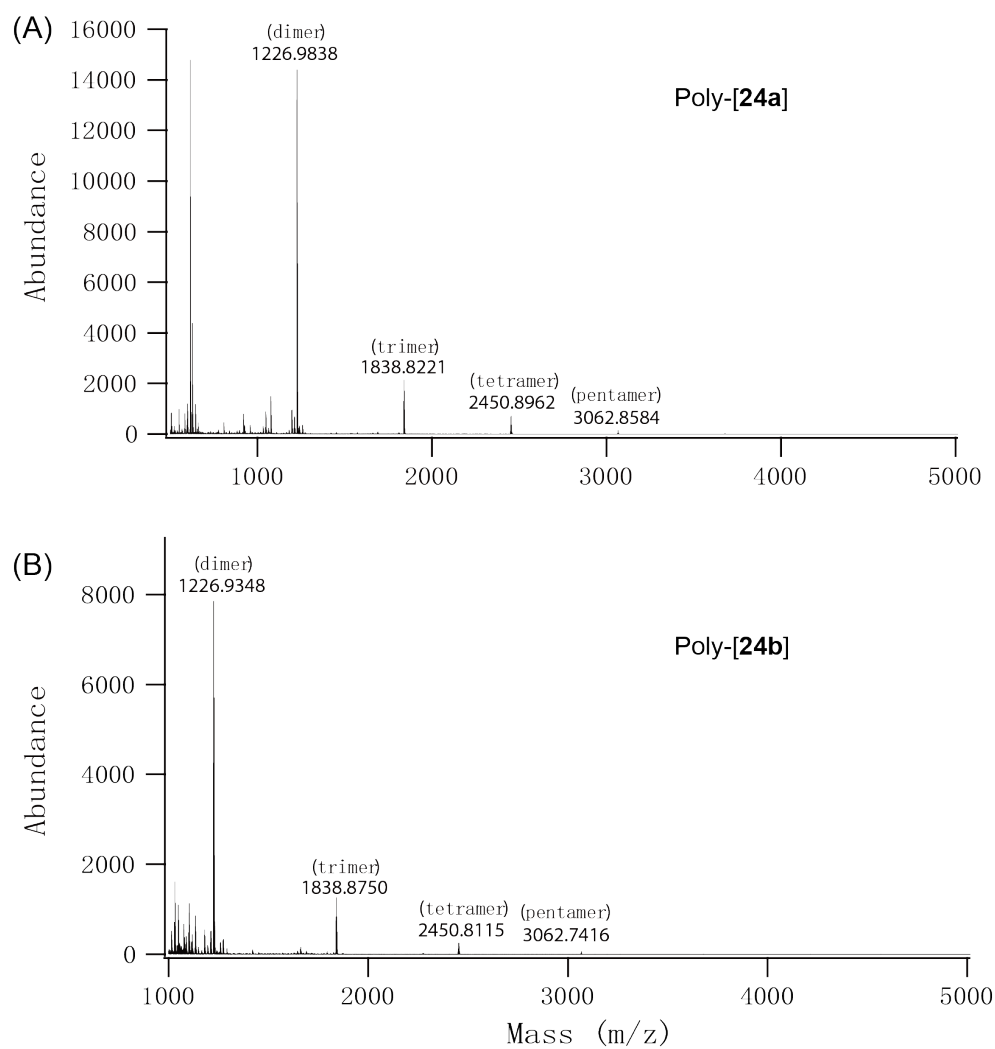 (A)
16000
14000
12000
10000
8000
6000
4000
2000
0
Abundance
(dimer)
1226.9838
Poly-[24a]
(trimer)
1838.8221
(tetramer)
2450.8962
(pentamer)
3062.8584
1000 2000 3000 4000 5000
(B)
8000
6000
4000
2000
0
Abundance
(dimer)
1226.9348
Poly-[24b]
(trimer)
1838.8750
(tetramer)
2450.8115
(pentamer)
3062.7416
1000 2000 3000 4000 5000
Mass (m/z)